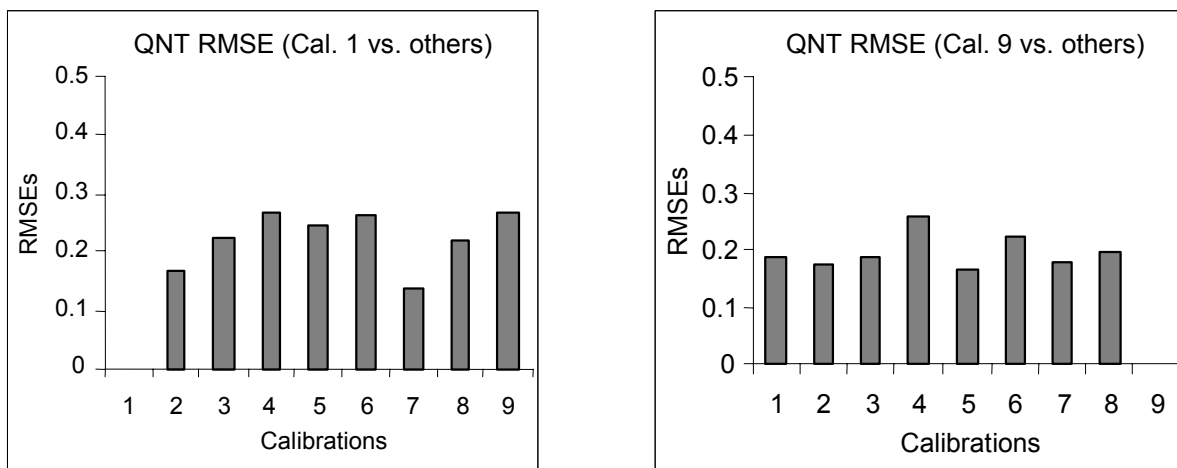 QNT RMSE (Cal. 1 vs. others)
0.5
0.4
0.3
0.2
0.1
0
RMSEs
1 2 3 4 5 6 7 8 9
Calibrations
QNT RMSE (Cal. 9 vs. others)
0.5
0.4
0.3
0.2
0.1
0
RMSEs
1 2 3 4 5 6 7 8 9
Calibrations